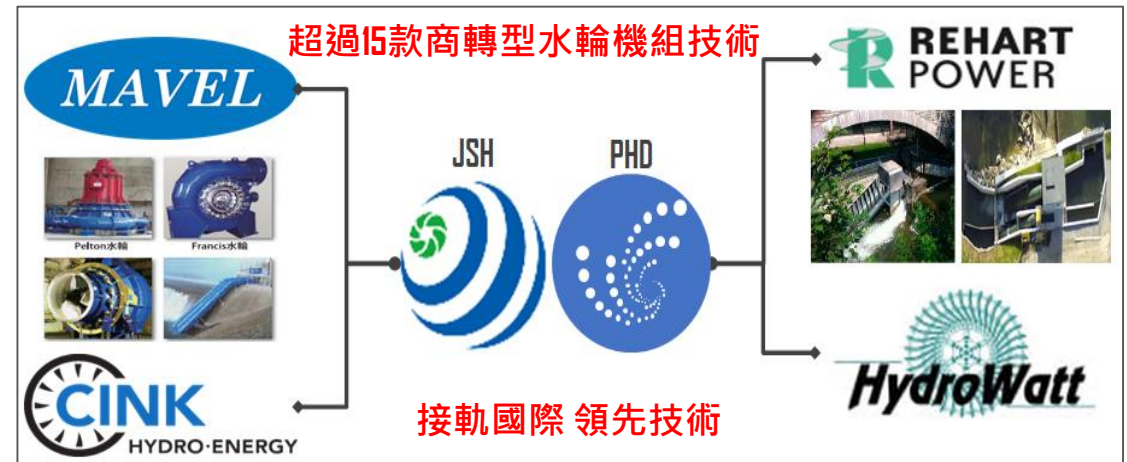 超過15款商轉型水輪機組技術
MAVEL
Pelton水輪
Francis水輪
CINK
HYDRO·ENERGY
JSH
PHD
REHART
POWER
HydroWatt
接軌國際 領先技術